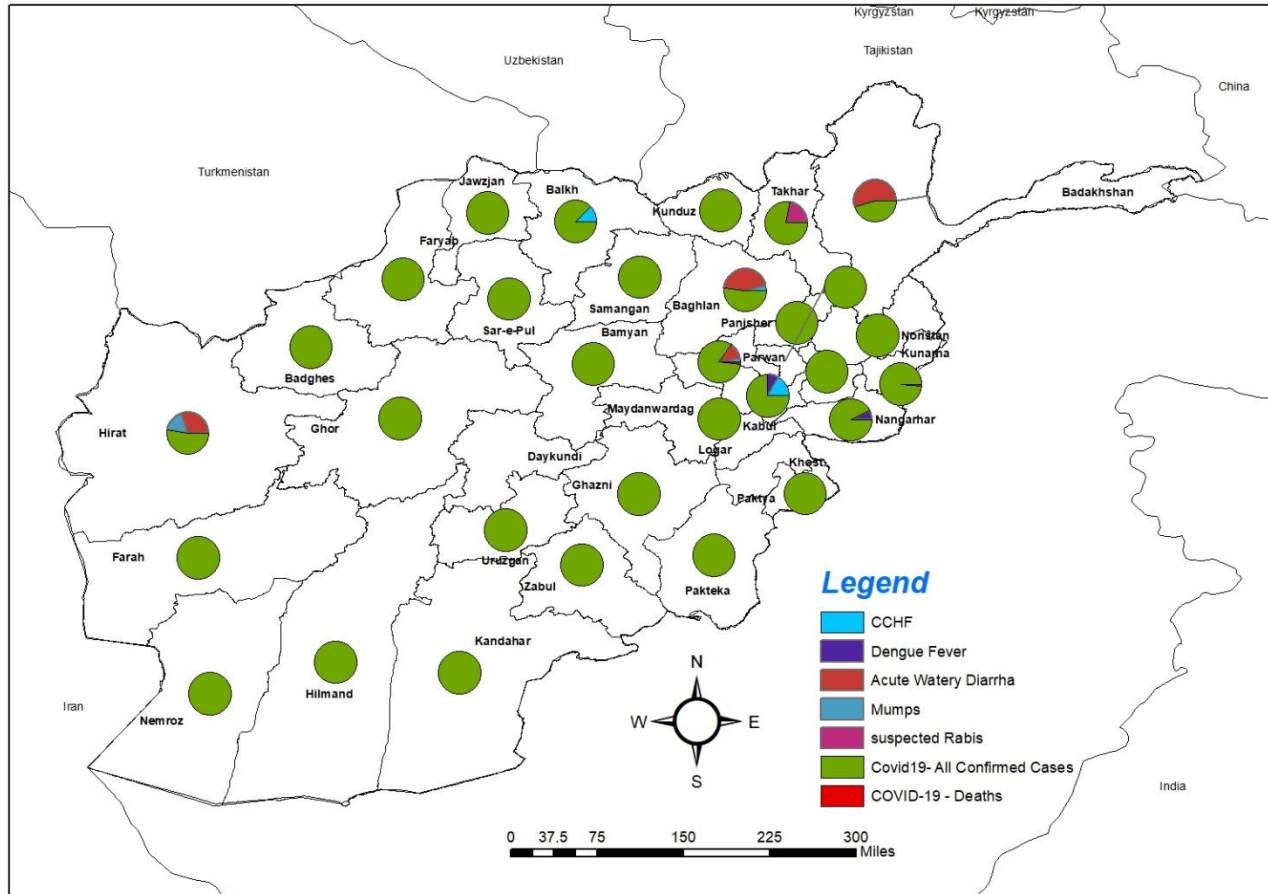 Kyrgyzstan
Kyrgyzstan
Tajikistan
Uzbekistan
China
Turkmenistan
Jawzjan
Balkh
Kunduz
Takhar
Badakhshan
Faryab
Samangan
Baghlan
Sar-e-Pul
Panjsher
Bamyan
Noristan
Kunarha
Parwan
Badghes
Maydanwardag
Kabul
Nangarhar
Hirat
Ghor
Logar
Daykundi
Khost
Ghazni
Paktya
Farah
Uruzgan
Zabul
Pakteka
Kandahar
Hilmand
Nemroz
Iran
India
Legend
CCHF
Dengue Fever
Acute Watery Diarrha
Mumps
suspected Rabis
Covid19- All Confirmed Cases
COVID-19 - Deaths
N
W E
S
0 37.5 75 150 225 300
Miles